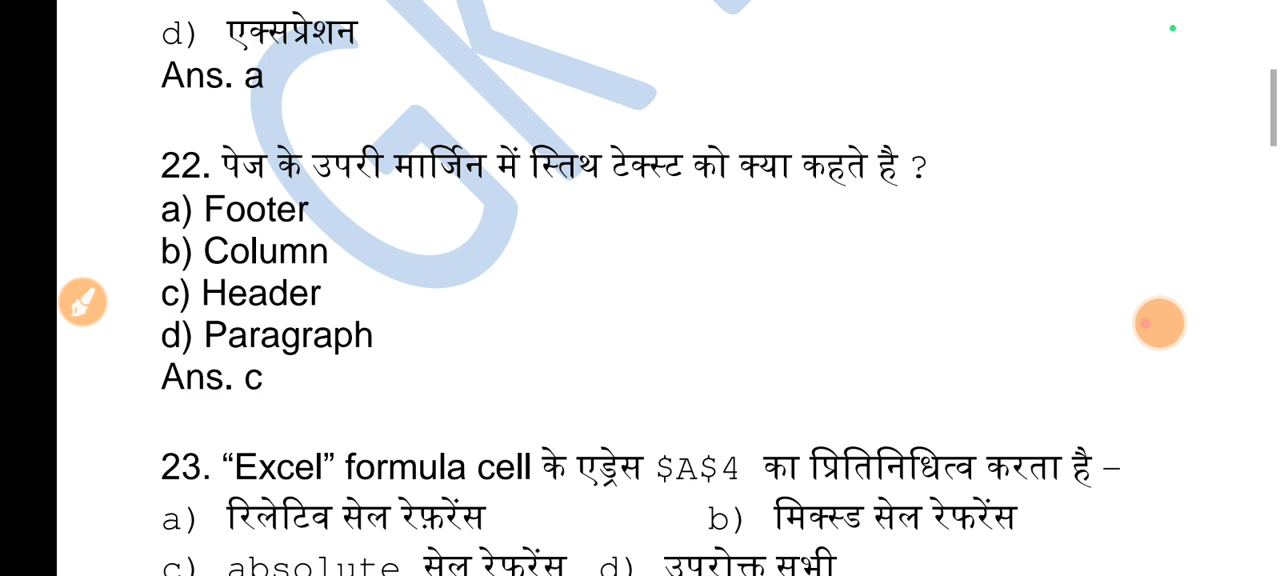 d) एक्सप्रेशन
Ans. a
22. पेज के उपरी मार्जिन में स्तिथ टेक्स्ट को क्या कहते है ?
a) Footer
b) Column
c) Header
d) Paragraph
Ans. c
23. “Excel” formula cell के एड्रेस $A$4 का प्रितिनिधित्व करता है –
a) रिलेटिव सेल रेफ़रेंस b) मिक्स्ड सेल रेफरेंस
c) absolute सेल रेफरेंस d) उपरोक्त सभी